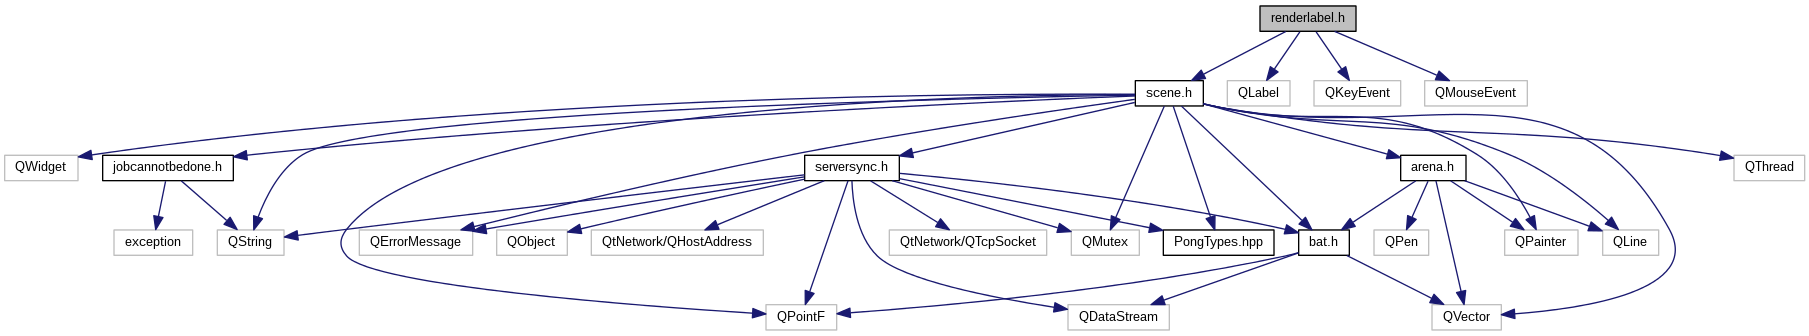 renderlabel.h
scene.h
QLabel
QKeyEvent
QMouseEvent
QWidget
jobcannotbedone.h
serversync.h
arena.h
QThread
exception
QString
QErrorMessage
QObject
QtNetwork/QHostAddress
QtNetwork/QTcpSocket
QMutex
PongTypes.hpp
bat.h
QPen
QPainter
QLine
QPointF
QDataStream
QVector